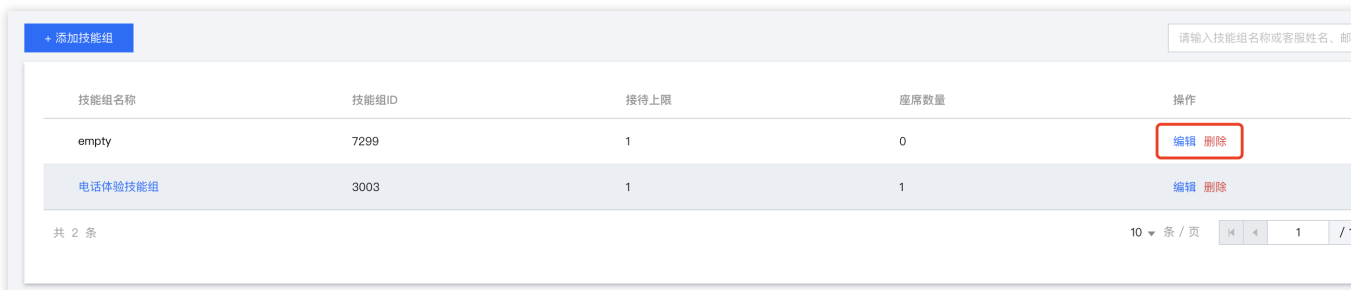 + 添加技能组 请输入技能组名称或客服姓名、邮
技能组名称 技能组ID 接待上限 座席数量 操作
empty 7299 1 0 编辑 删除
电话体验技能组 3003 1 1 编辑 删除
共 2 条 10 条 / 页 1 / 1